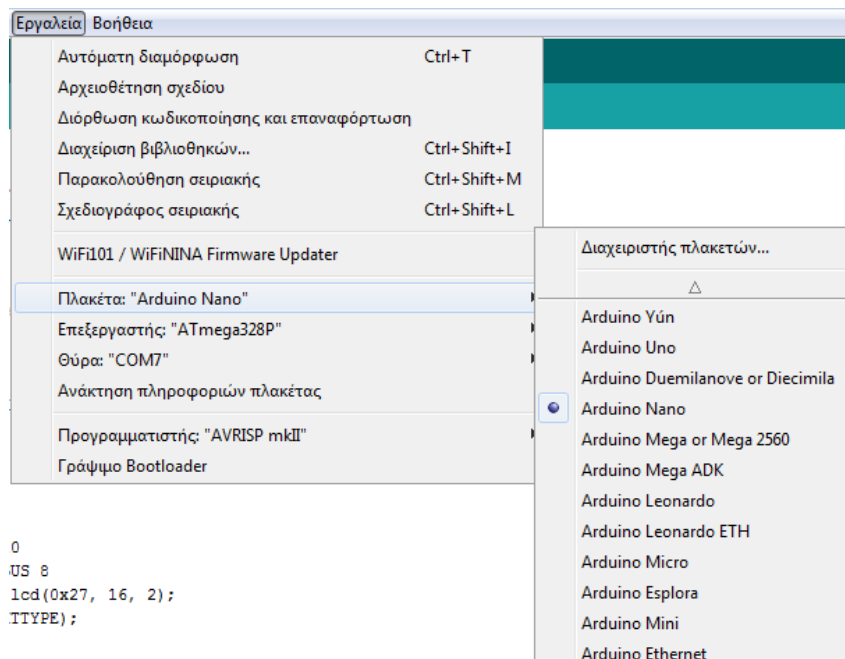 Εργαλεία Βοήθεια
Αυτόματη διαμόρφωση Ctrl+T
Αρχειοθέτηση σχεδίου
Διόρθωση κωδικοποίησης και επαναφόρτωση
Διαχείριση βιβλιοθηκών... Ctrl+Shift+I
Παρακολούθηση σειριακής Ctrl+Shift+M
Σχεδιογράφος σειριακής Ctrl+Shift+L
WiFi101 / WiFiNINA Firmware Updater
Πλακέτα: "Arduino Nano"
Επεξεργαστής: "ATmega328P"
Θύρα: "COM7"
Ανάκτηση πληροφοριών πλακέτας
Προγραμματιστής: "AVRISP mkII"
Γράψιμο Bootloader
Διαχειριστής πλακετών...
Arduino Yún
Arduino Uno
Arduino Duemilanove or Diecimila
Arduino Nano
Arduino Mega or Mega 2560
Arduino Mega ADK
Arduino Leonardo
Arduino Leonardo ETH
Arduino Micro
Arduino Esplora
Arduino Mini
Arduino Ethernet
0
US 8
lcd(0x27, 16, 2);
TTYPE);